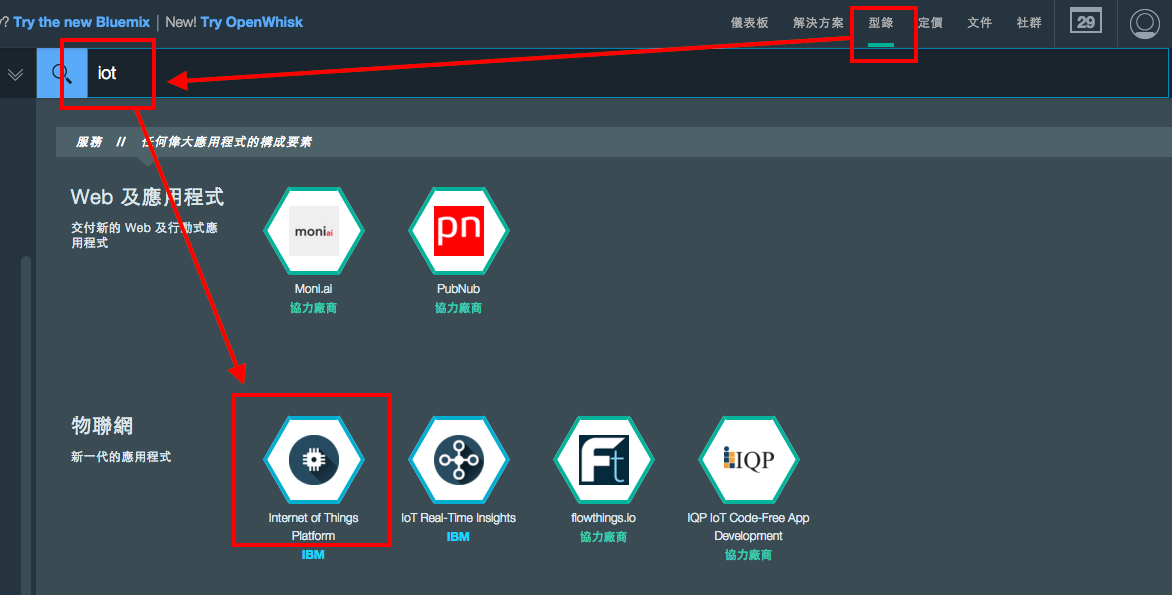 ? Try the new Bluemix | New! Try OpenWhisk
儀表板 解決方案 型錄 定價 文件 社群 29
iot
服務 // 任何偉大應用程式的構成要素
Web 及應用程式
交付新的 Web 及行動式應
用程式
moniai
pn
Moni.ai
協力廠商
PubNub
協力廠商
物聯網
新一代的應用程式
Ft
IQP
Internet of Things
Platform
IBM
IoT Real-Time Insights
IBM
flowthings.io
協力廠商
IQP IoT Code-Free App
Development
協力廠商